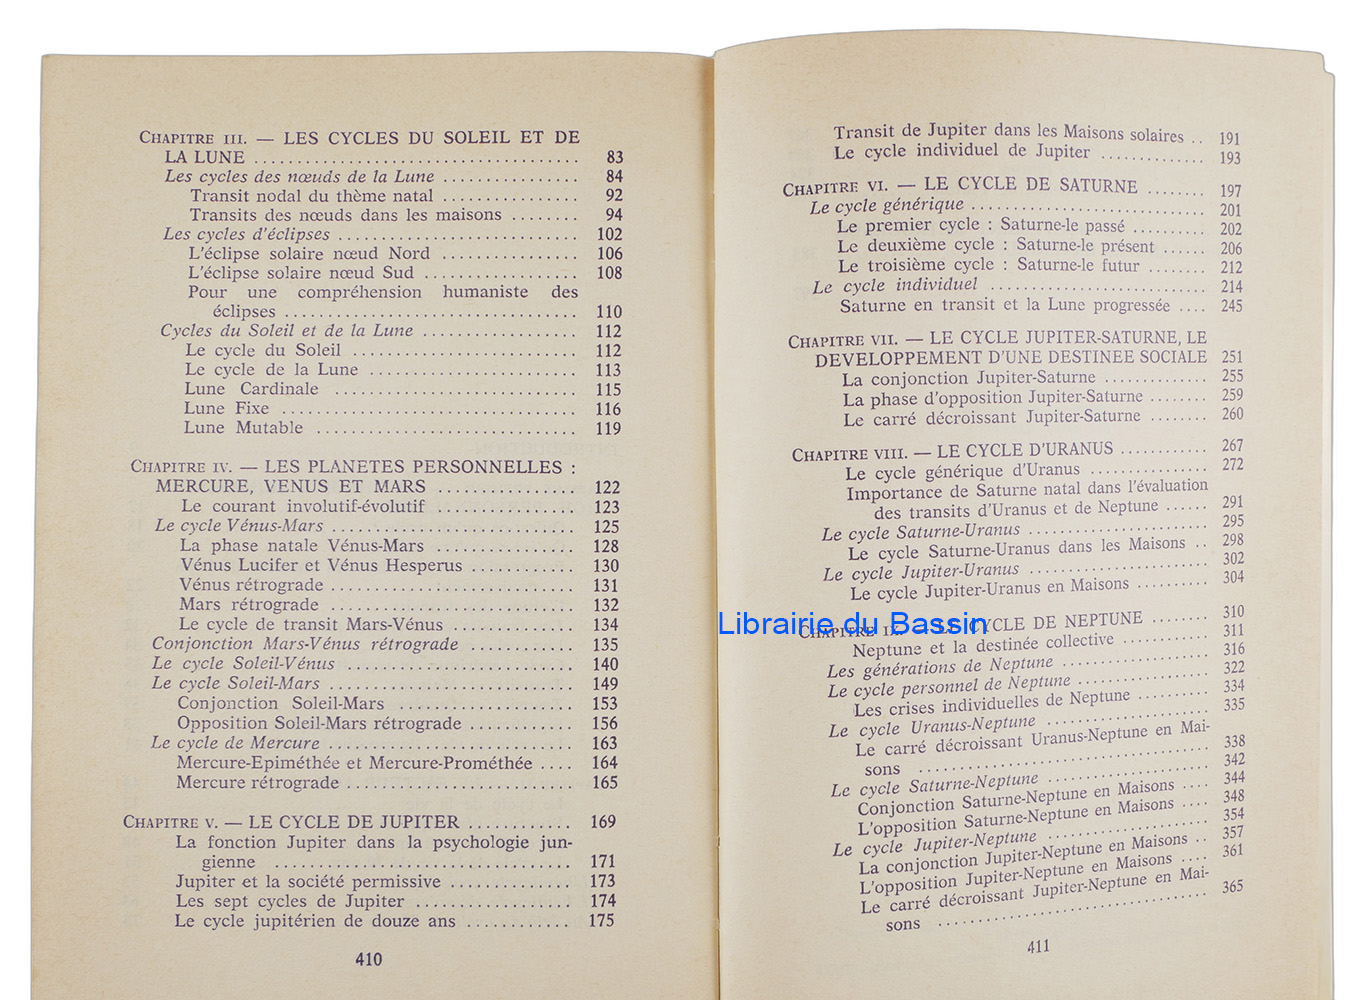 CHAPITRE III. — LES CYCLES DU SOLEIL ET DE
LA LUNE ...................................... 83
Les cycles des nœuds de la Lune ................ 84
Transit nodal du thème natal ................ 92
Transits des nœuds dans les maisons ........ 94
Les cycles d'éclipses ............................ 102
L'éclipse solaire nœud Nord ................ 106
L'éclipse solaire nœud Sud .................. 108
Pour une compréhension humaniste des
éclipses .................................. 110
Cycles du Soleil et de la Lune .................. 112
Le cycle du Soleil .......................... 112
Le cycle de la Lune ........................ 113
Lune Cardinale .............................. 115
Lune Fixe .................................. 116
Lune Mutable .............................. 119
CHAPITRE IV. — LES PLANETES PERSONNELLES :
MERCURE, VENUS ET MARS ................ 122
Le courant involutif-évolutif ................ 123
Le cycle Vénus-Mars ............................ 125
La phase natale Vénus-Mars ................ 128
Vénus Lucifer et Vénus Hesperus ............ 130
Vénus rétrograde ............................ 131
Mars rétrograde ............................ 132
Le cycle de transit Mars-Vénus .............. 134
Conjonction Mars-Vénus rétrograde .............. 135
Le cycle Soleil-Vénus ............................ 140
Le cycle Soleil-Mars ............................ 149
Conjonction Soleil-Mars .................... 153
Opposition Soleil-Mars rétrograde ............ 156
Le cycle de Mercure ............................ 163
Mercure-Epiméthée et Mercure-Prométhée .... 164
Mercure rétrograde .......................... 165
CHAPITRE V. — LE CYCLE DE JUPITER ............ 169
La fonction Jupiter dans la psychologie jun-
gienne .................................. 171
Jupiter et la société permissive .............. 173
Les sept cycles de Jupiter .................. 174
Le cycle jupitérien de douze ans ............ 175
410
Transit de Jupiter dans les Maisons solaires .. 191
Le cycle individuel de Jupiter ............ 193
CHAPITRE VI. — LE CYCLE DE SATURNE ........ 197
Le cycle générique ............................ 201
Le premier cycle : Saturne-le passé .......... 202
Le deuxième cycle : Saturne-le présent ...... 206
Le troisième cycle : Saturne-le futur ........ 212
Le cycle individuel .......................... 214
Saturne en transit et la Lune progressée .... 245
CHAPITRE VII. — LE CYCLE JUPITER-SATURNE, LE
DEVELOPPEMENT D'UNE DESTINEE SOCIALE 251
La conjonction Jupiter-Saturne .............. 255
La phase d'opposition Jupiter-Saturne ........ 259
Le carré décroissant Jupiter-Saturne ........ 260
CHAPITRE VIII. — LE CYCLE D'URANUS ............ 267
Le cycle générique d'Uranus ................ 272
Importance de Saturne natal dans l'évaluation
des transits d'Uranus et de Neptune ...... 291
Le cycle Saturne-Uranus ...................... 295
Le cycle Saturne-Uranus dans les Maisons .. 298
Le cycle Jupiter-Uranus ...................... 302
Le cycle Jupiter-Uranus en Maisons .......... 304
CHAPITRE IX. — LE CYCLE DE NEPTUNE ........ 310
Neptune et la destinée collective ............ 311
Les générations de Neptune .................. 316
Le cycle personnel de Neptune ................ 322
Les crises individuelles de Neptune .......... 334
Le cycle Uranus-Neptune ...................... 335
Le carré décroissant Uranus-Neptune en Mai-
sons .................................. 338
Le cycle Saturne-Neptune ...................... 342
Conjonction Saturne-Neptune en Maisons .... 344
L'opposition Saturne-Neptune en Maisons .... 348
Le cycle Jupiter-Neptune ...................... 354
La conjonction Jupiter-Neptune en Maisons .. 357
L'opposition Jupiter-Neptune en Maisons .... 361
Le carré décroissant Jupiter-Neptune en Mai-
sons .................................. 365
411
Librairie du Bassin